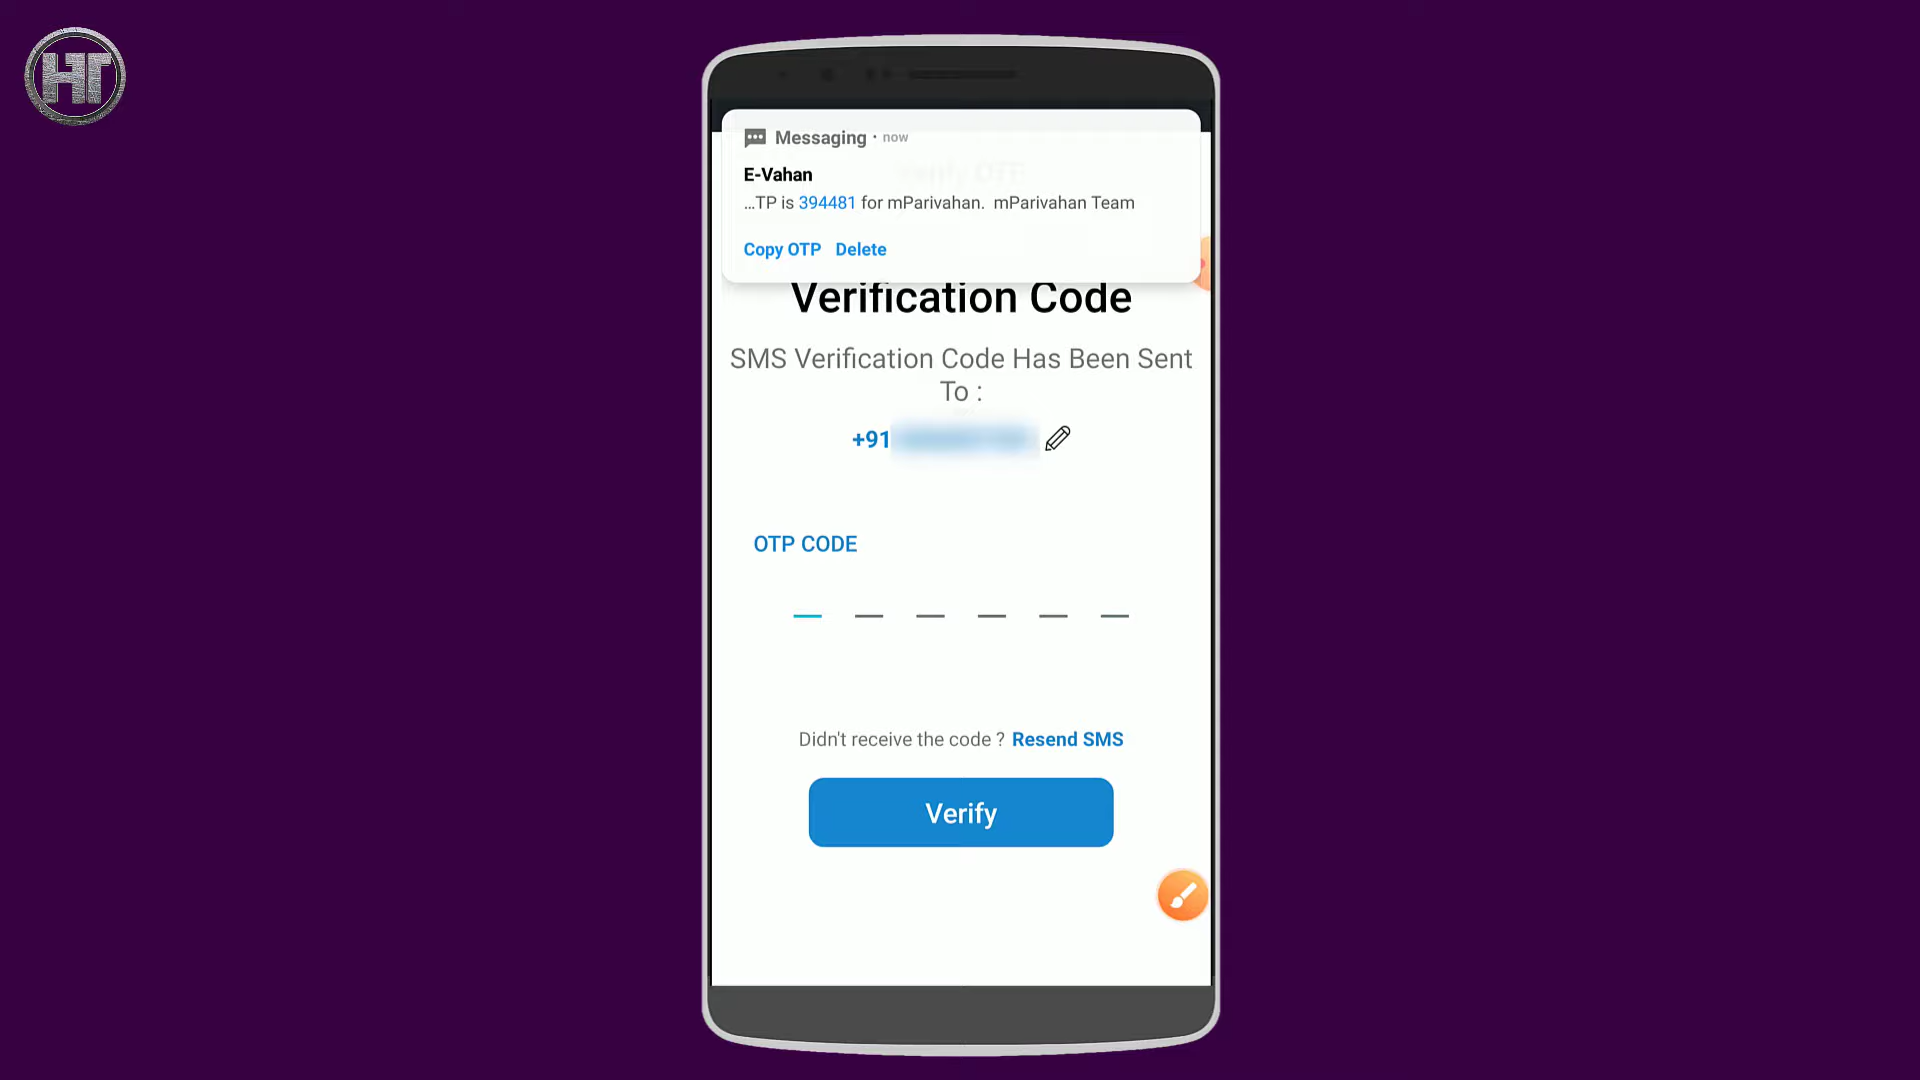 HT
Messaging · now
E-Vahan
...TP is 394481 for mParivahan. mParivahan Team
Copy OTP Delete
Verification Code
SMS Verification Code Has Been Sent
To :
+91
OTP CODE
Didn't receive the code ? Resend SMS
Verify